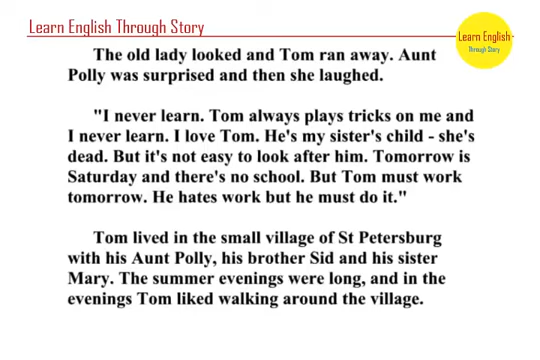 Learn English Through Story
Learn English
Through Story
The old lady looked and Tom ran away. Aunt
Polly was surprised and then she laughed.
"I never learn. Tom always plays tricks on me and
I never learn. I love Tom. He's my sister's child - she's
dead. But it's not easy to look after him. Tomorrow is
Saturday and there's no school. But Tom must work
tomorrow. He hates work but he must do it."
Tom lived in the small village of St Petersburg
with his Aunt Polly, his brother Sid and his sister
Mary. The summer evenings were long, and in the
evenings Tom liked walking around the village.